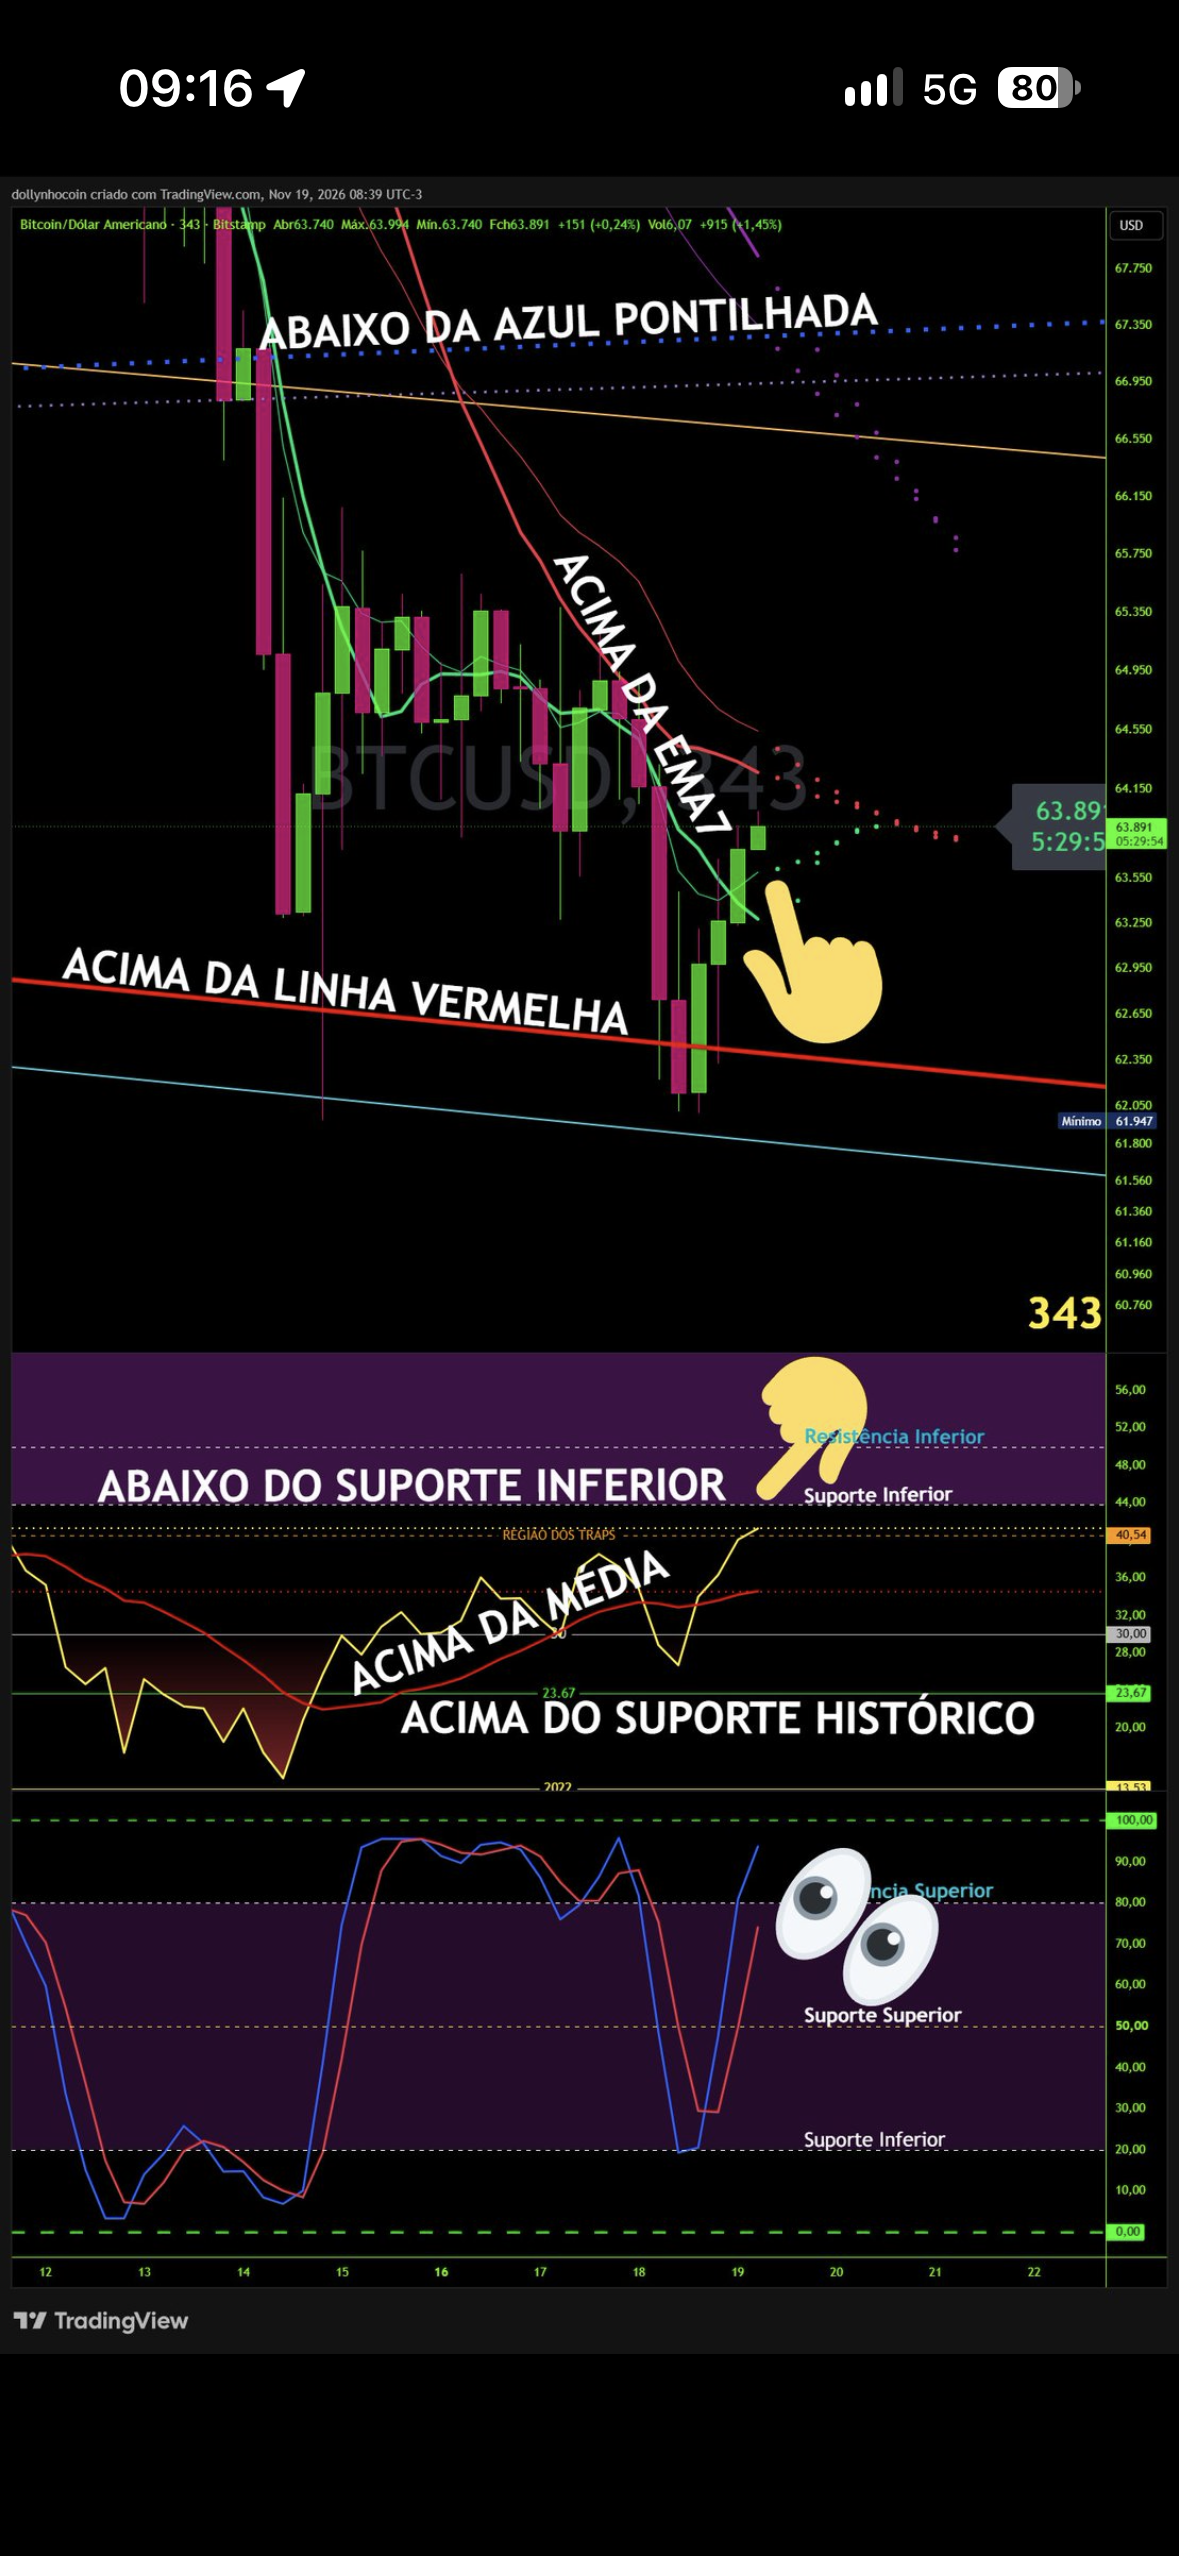 09:16
5G
80
dollynhocoin criado com TradingView.com, Nov 19, 2026 08:39 UTC-3
Bitcoin/Dólar Americano · 343 · Bitstamp Abr63.740 Máx.63.994 Mín.63.740 Fch63.891 +151 (+0,24%) Vol6,07 +915 (+1,45%)
USD
67.750
ABAIXO DA AZUL PONTILHADA
67.350
66.950
66.550
66.150
65.750
65.350
64.950
64.550
ACIMA DA EMA7
BTCUSD, 343
64.150
63.89
5:29:5
63.891
05:29:54
63.550
63.250
62.950
ACIMA DA LINHA VERMELHA
62.650
62.350
62.050
Mínimo 61.947
61.800
61.560
61.360
61.160
60.960
60.760
343
56,00
52,00
Resistência Inferior
48,00
ABAIXO DO SUPORTE INFERIOR
Suporte Inferior
44,00
REGIÃO DOS TRAPS
40,54
36,00
ACIMA DA MÉDIA
32,00
30
30,00
28,00
23.67
23,67
ACIMA DO SUPORTE HISTÓRICO
20,00
2022
13,53
100,00
90,00
ncia Superior
80,00
70,00
60,00
Suporte Superior
50,00
40,00
30,00
Suporte Inferior
20,00
10,00
0,00
12 13 14 15 16 17 18 19 20 21 22
TradingView